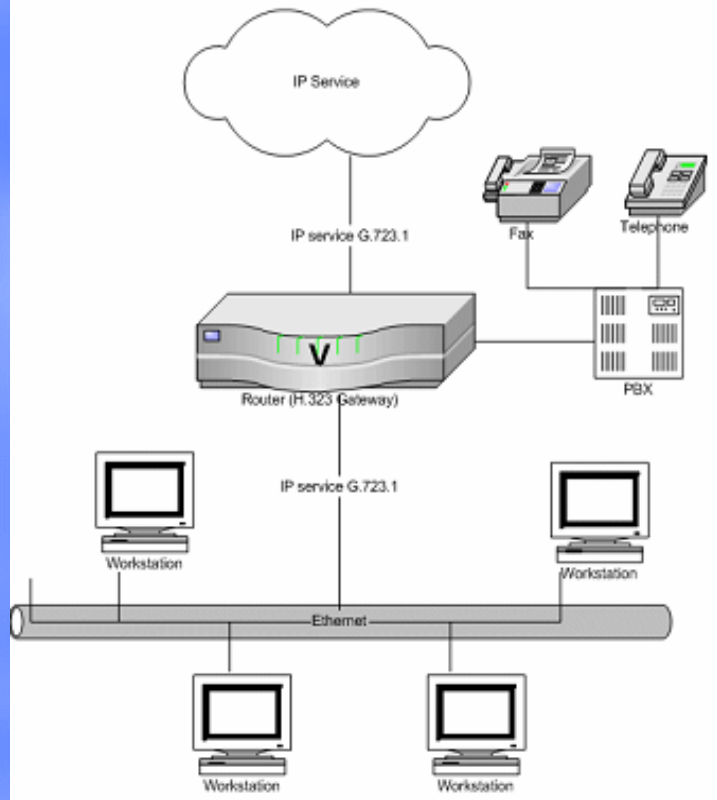 IP Service
IP service G.723.1
Fax
Telephone
V
PBX
Router (H.323 Gateway)
IP service G.723.1
Workstation
Workstation
Ethernet
Workstation
Workstation